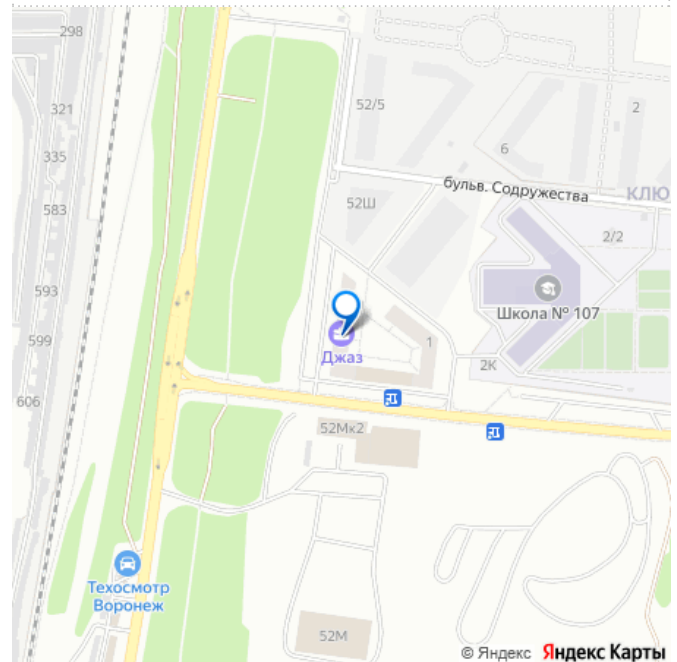 298
52/5
2
321
6
335
бульв. Содружества
583
КЛЮ
52Ш
2/2
593
Школа № 107
599
1
Джаз
2К
606
52Мк2
Техосмотр
Воронеж
52М
© Яндекс Яндекс Карты